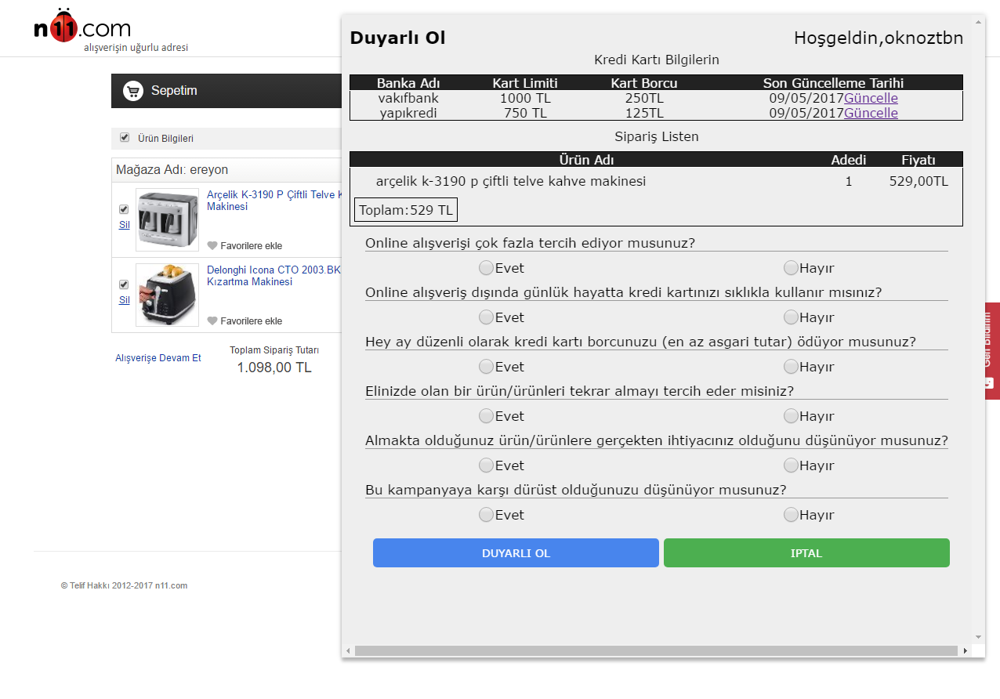 n11.com
alışverişin uğurlu adresi
Sepetim
Ürün Bilgileri
Mağaza Adı: ereyon
Arçelik K-3190 P Çiftli Telve
Makinesi
Sil
Favorilere ekle
Delonghi Icona CTO 2003.BK
Kızartma Makinesi
Sil
Favorilere ekle
Alışverişe Devam Et
Toplam Sipariş Tutarı
1.098,00 TL
© Telif Hakkı 2012-2017 n11.com
Duyarlı Ol
Hoşgeldin,oknoztbn
Kredi Kartı Bilgilerin
Banka Adı Kart Limiti Kart Borcu Son Güncelleme Tarihi
vakıfbank 1000 TL 250TL 09/05/2017Güncelle
yapıkredi 750 TL 125TL 09/05/2017Güncelle
Sipariş Listen
Ürün Adı Adedi Fiyatı
arçelik k-3190 p çiftli telve kahve makinesi 1 529,00TL
Toplam:529 TL
Online alışverişi çok fazla tercih ediyor musunuz?
Evet Hayır
Online alışveriş dışında günlük hayatta kredi kartınızı sıklıkla kullanır mısınız?
Evet Hayır
Hey ay düzenli olarak kredi kartı borcunuzu (en az asgari tutar) ödüyor musunuz?
Evet Hayır
Elinizde olan bir ürün/ürünleri tekrar almayı tercih eder misiniz?
Evet Hayır
Almakta olduğunuz ürün/ürünlere gerçekten ihtiyacınız olduğunu düşünüyor musunuz?
Evet Hayır
Bu kampanyaya karşı dürüst olduğunuzu düşünüyor musunuz?
Evet Hayır
DUYARLI OL IPTAL
Geri Bildirim